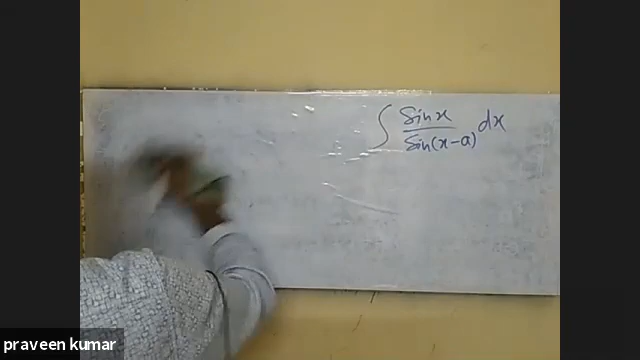 ∫ Sinx / Sin(x-a) dx
praveen kumar